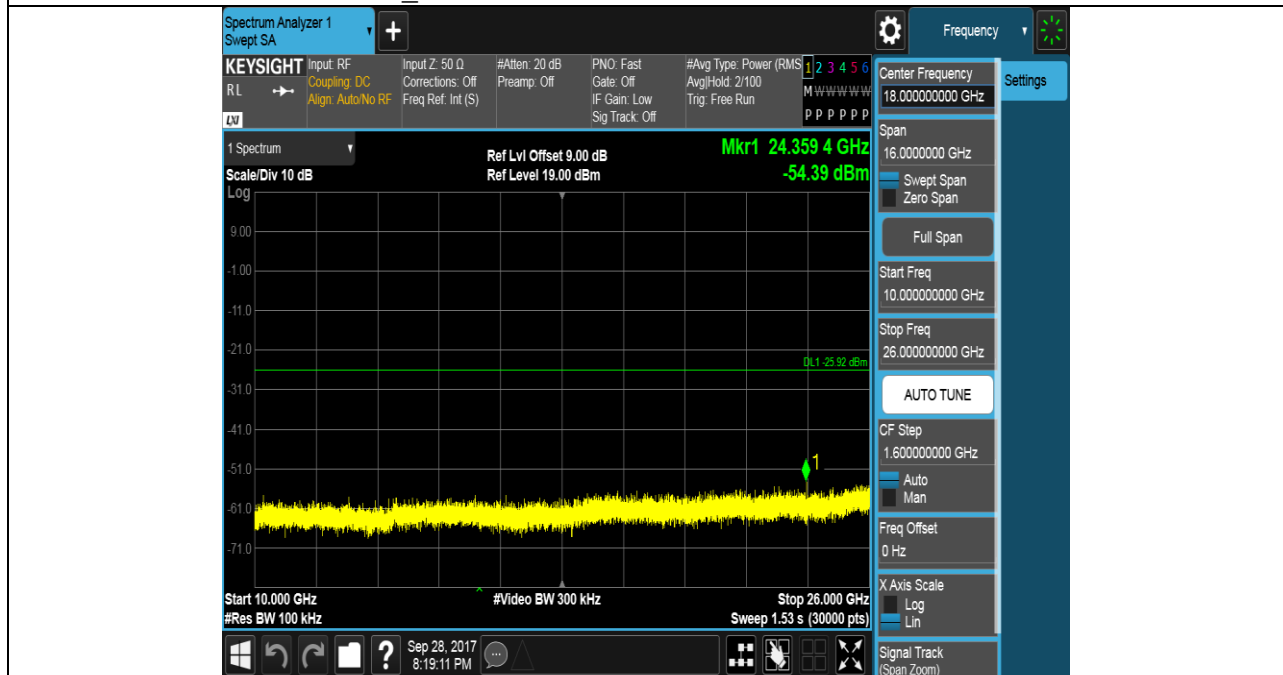 Spectrum Analyzer 1
Swept SA
+
Frequency
KEYSIGHT
RL
LXI
Input: RF
Coupling: DC
Align: Auto/No RF
Input Z: 50 Ω
Corrections: Off
Freq Ref: Int (S)
#Atten: 20 dB
Preamp: Off
PNO: Fast
Gate: Off
IF Gain: Low
Sig Track: Off
#Avg Type: Power (RMS
Avg|Hold: 2/100
Trig: Free Run
1 2 3 4 5 6
M W W W W W
P P P P P P
1 Spectrum
Scale/Div 10 dB
Ref Lvl Offset 9.00 dB
Ref Level 19.00 dBm
Mkr1 24.359 4 GHz
-54.39 dBm
Log
9.00
-1.00
-11.0
-21.0
DL1 -25.92 dBm
-31.0
-41.0
-51.0
1
-61.0
-71.0
Start 10.000 GHz
#Video BW 300 kHz
Stop 26.000 GHz
#Res BW 100 kHz
Sweep 1.53 s (30000 pts)
?
Sep 28, 2017
8:19:11 PM
Center Frequency
18.000000000 GHz
Settings
Span
16.0000000 GHz
Swept Span
Zero Span
Full Span
Start Freq
10.000000000 GHz
Stop Freq
26.000000000 GHz
AUTO TUNE
CF Step
1.600000000 GHz
Auto
Man
Freq Offset
0 Hz
X Axis Scale
Log
Lin
Signal Track
(Span Zoom)